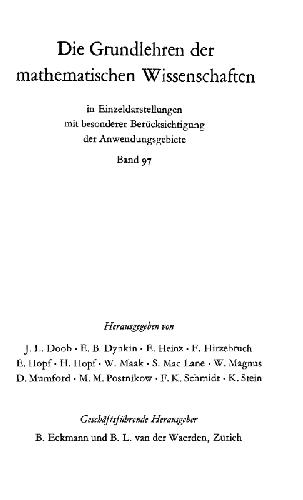 Die Grundlehren der
mathematischen Wissenschaften
in Einzeldarstellungen
mit besonderer Berücksichtigung
der Anwendungsgebiete
Band 97
Herausgegeben von
J. L. Doob · E. B. Dynkin · E. Heinz · F. Hirzebruch
E. Hopf · H. Hopf · W. Maak · S. Mac Lane · W. Magnus
D. Mumford · M. M. Postnikow · F. K. Schmidt · K. Stein
Geschäftsführende Herausgeber
B. Eckmann und B. L. van der Waerden, Zürich